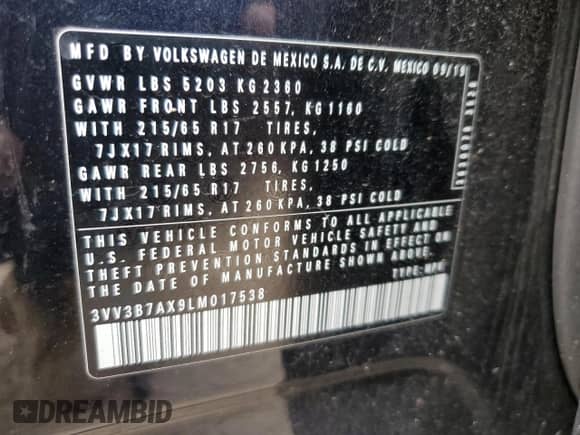 MFD BY VOLKSWAGEN DE MEXICO S.A. DE C.V. MEXICO 09/19
GVWR LBS 5203 KG 2360
GAWR FRONT LBS 2557, KG 1160
WITH 215/65 R17 TIRES,
7JX17 RIMS, AT 260 KPA, 38 PSI COLD
GAWR REAR LBS 2756, KG 1250
WITH 215/65 R17 TIRES,
7JX17 RIMS, AT 260 KPA, 38 PSI COLD
THIS VEHICLE CONFORMS TO ALL APPLICABLE
U.S. FEDERAL MOTOR VEHICLE SAFETY AND
THEFT PREVENTION STANDARDS IN EFFECT ON
THE DATE OF MANUFACTURE SHOWN ABOVE.
TYPE: MPV
3VV3B7AX9LM017538
DREAMBID